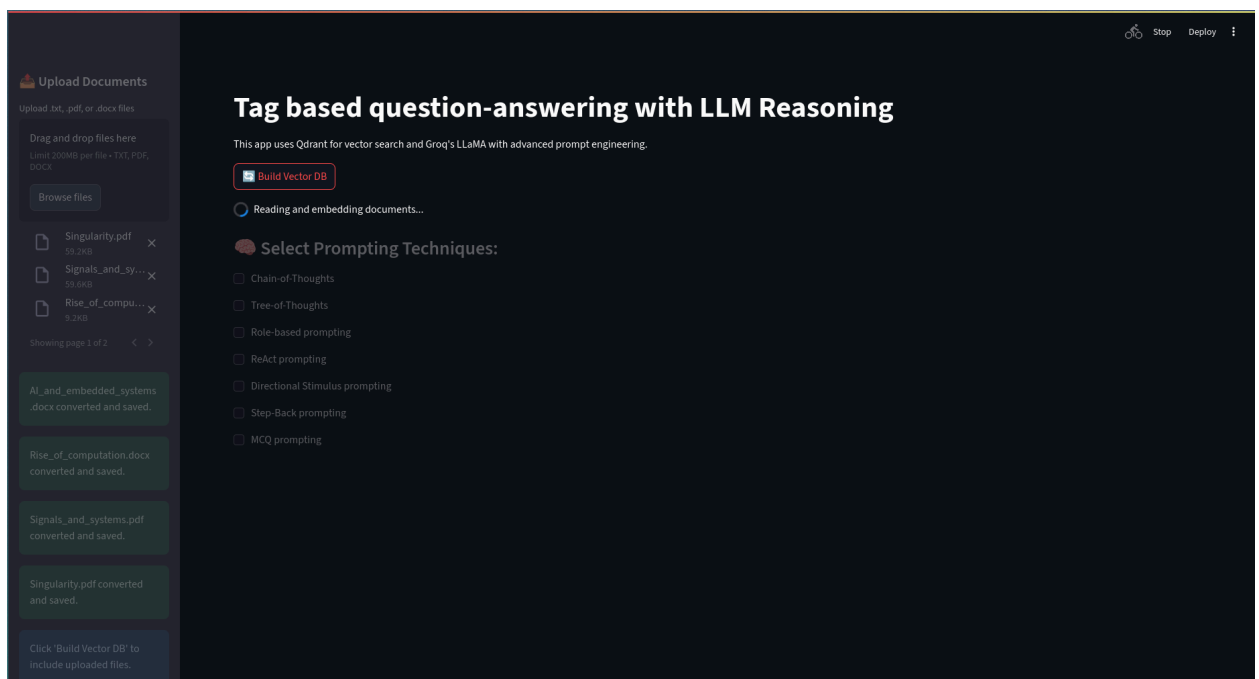 Stop Deploy
Upload Documents
Upload .txt, .pdf, or .docx files
Drag and drop files here
Limit 200MB per file • TXT, PDF,
DOCX
Browse files
Singularity.pdf
59.2KB
Signals_and_sy...
59.6KB
Rise_of_compu...
9.2KB
Showing page 1 of 2
AI_and_embedded_systems
.docx converted and saved.
Rise_of_computation.docx
converted and saved.
Signals_and_systems.pdf
converted and saved.
Singularity.pdf converted
and saved.
Click 'Build Vector DB' to
include uploaded files.
Tag based question-answering with LLM Reasoning
This app uses Qdrant for vector search and Groq's LLaMA with advanced prompt engineering.
Build Vector DB
Reading and embedding documents...
Select Prompting Techniques:
Chain-of-Thoughts
Tree-of-Thoughts
Role-based prompting
ReAct prompting
Directional Stimulus prompting
Step-Back prompting
MCQ prompting